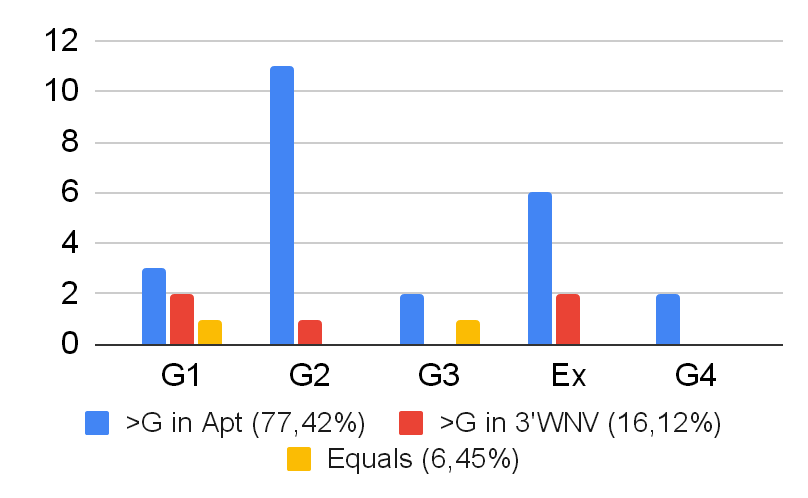 12
10
8
6
4
2
0
G1 G2 G3 Ex G4
>G in Apt (77,42%) >G in 3'WNV (16,12%)
Equals (6,45%)